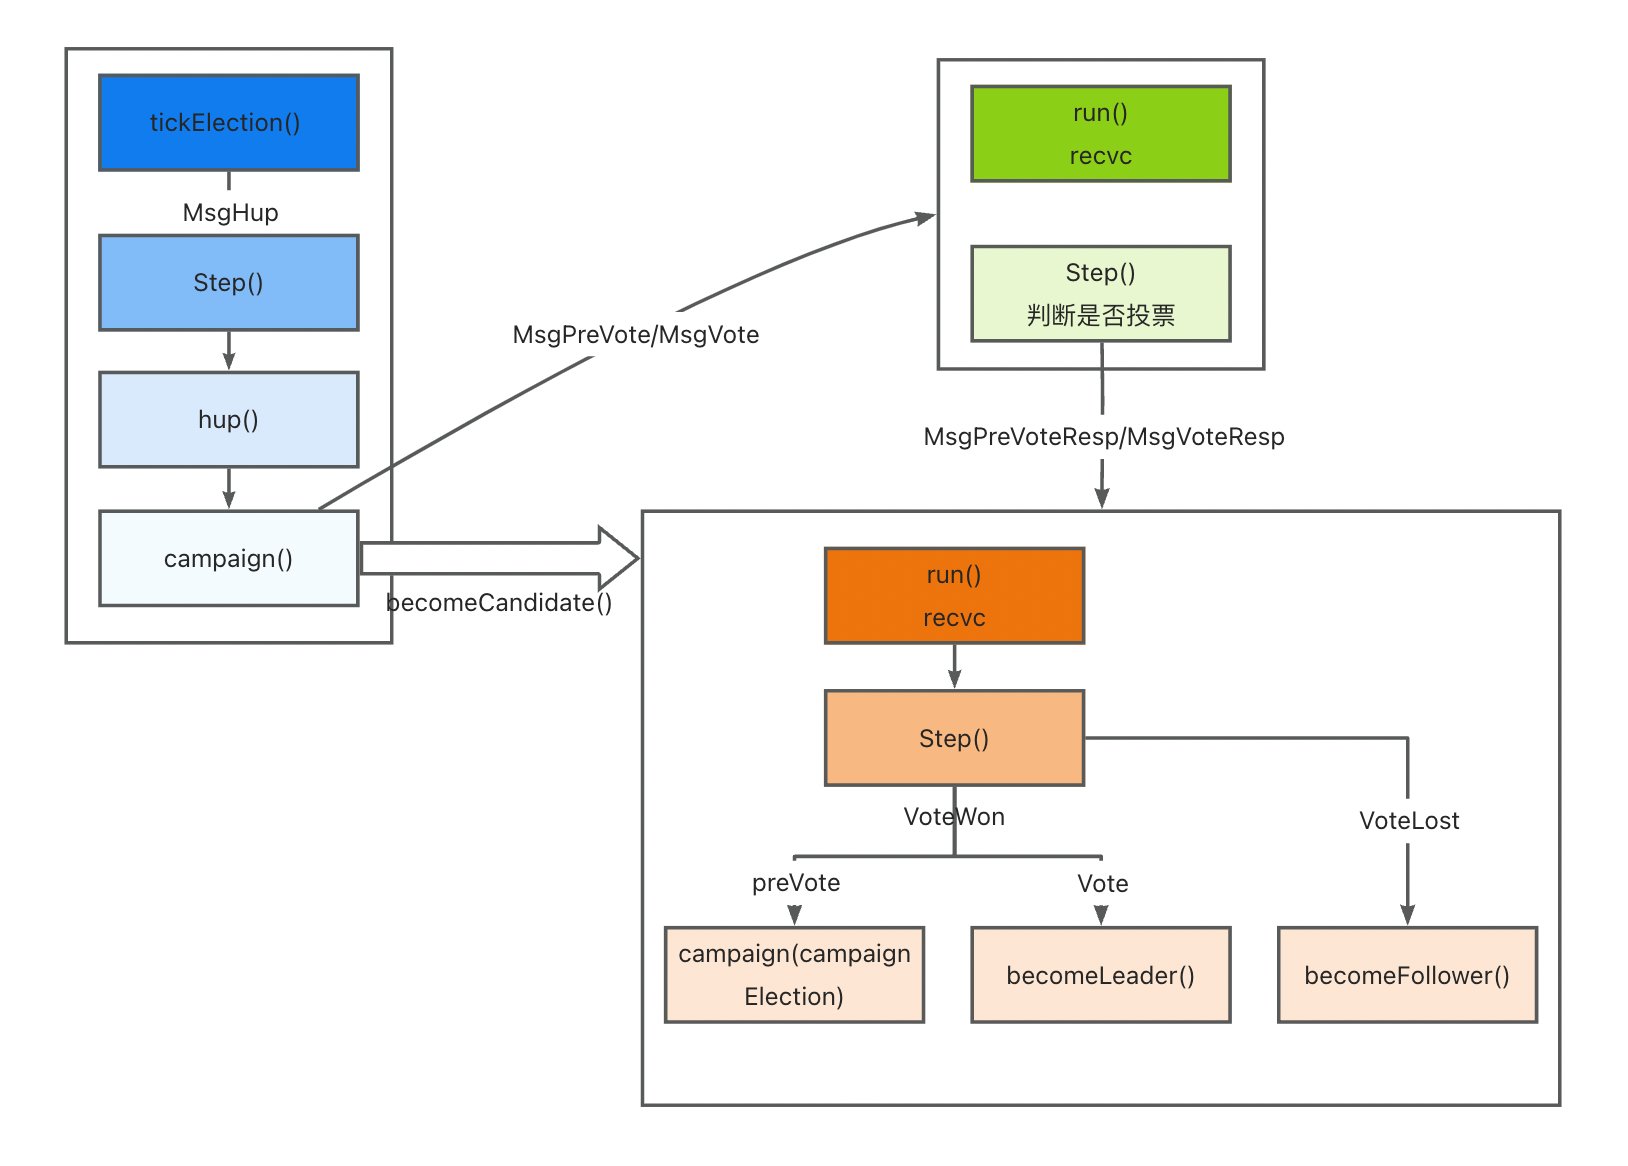 tickElection()
MsgHup
Step()
hup()
campaign()
becomeCandidate()
MsgPreVote/MsgVote
run()
recvc
Step()
判断是否投票
MsgPreVoteResp/MsgVoteResp
run()
recvc
Step()
VoteWon
VoteLost
preVote
Vote
campaign(campaign
Election)
becomeLeader()
becomeFollower()